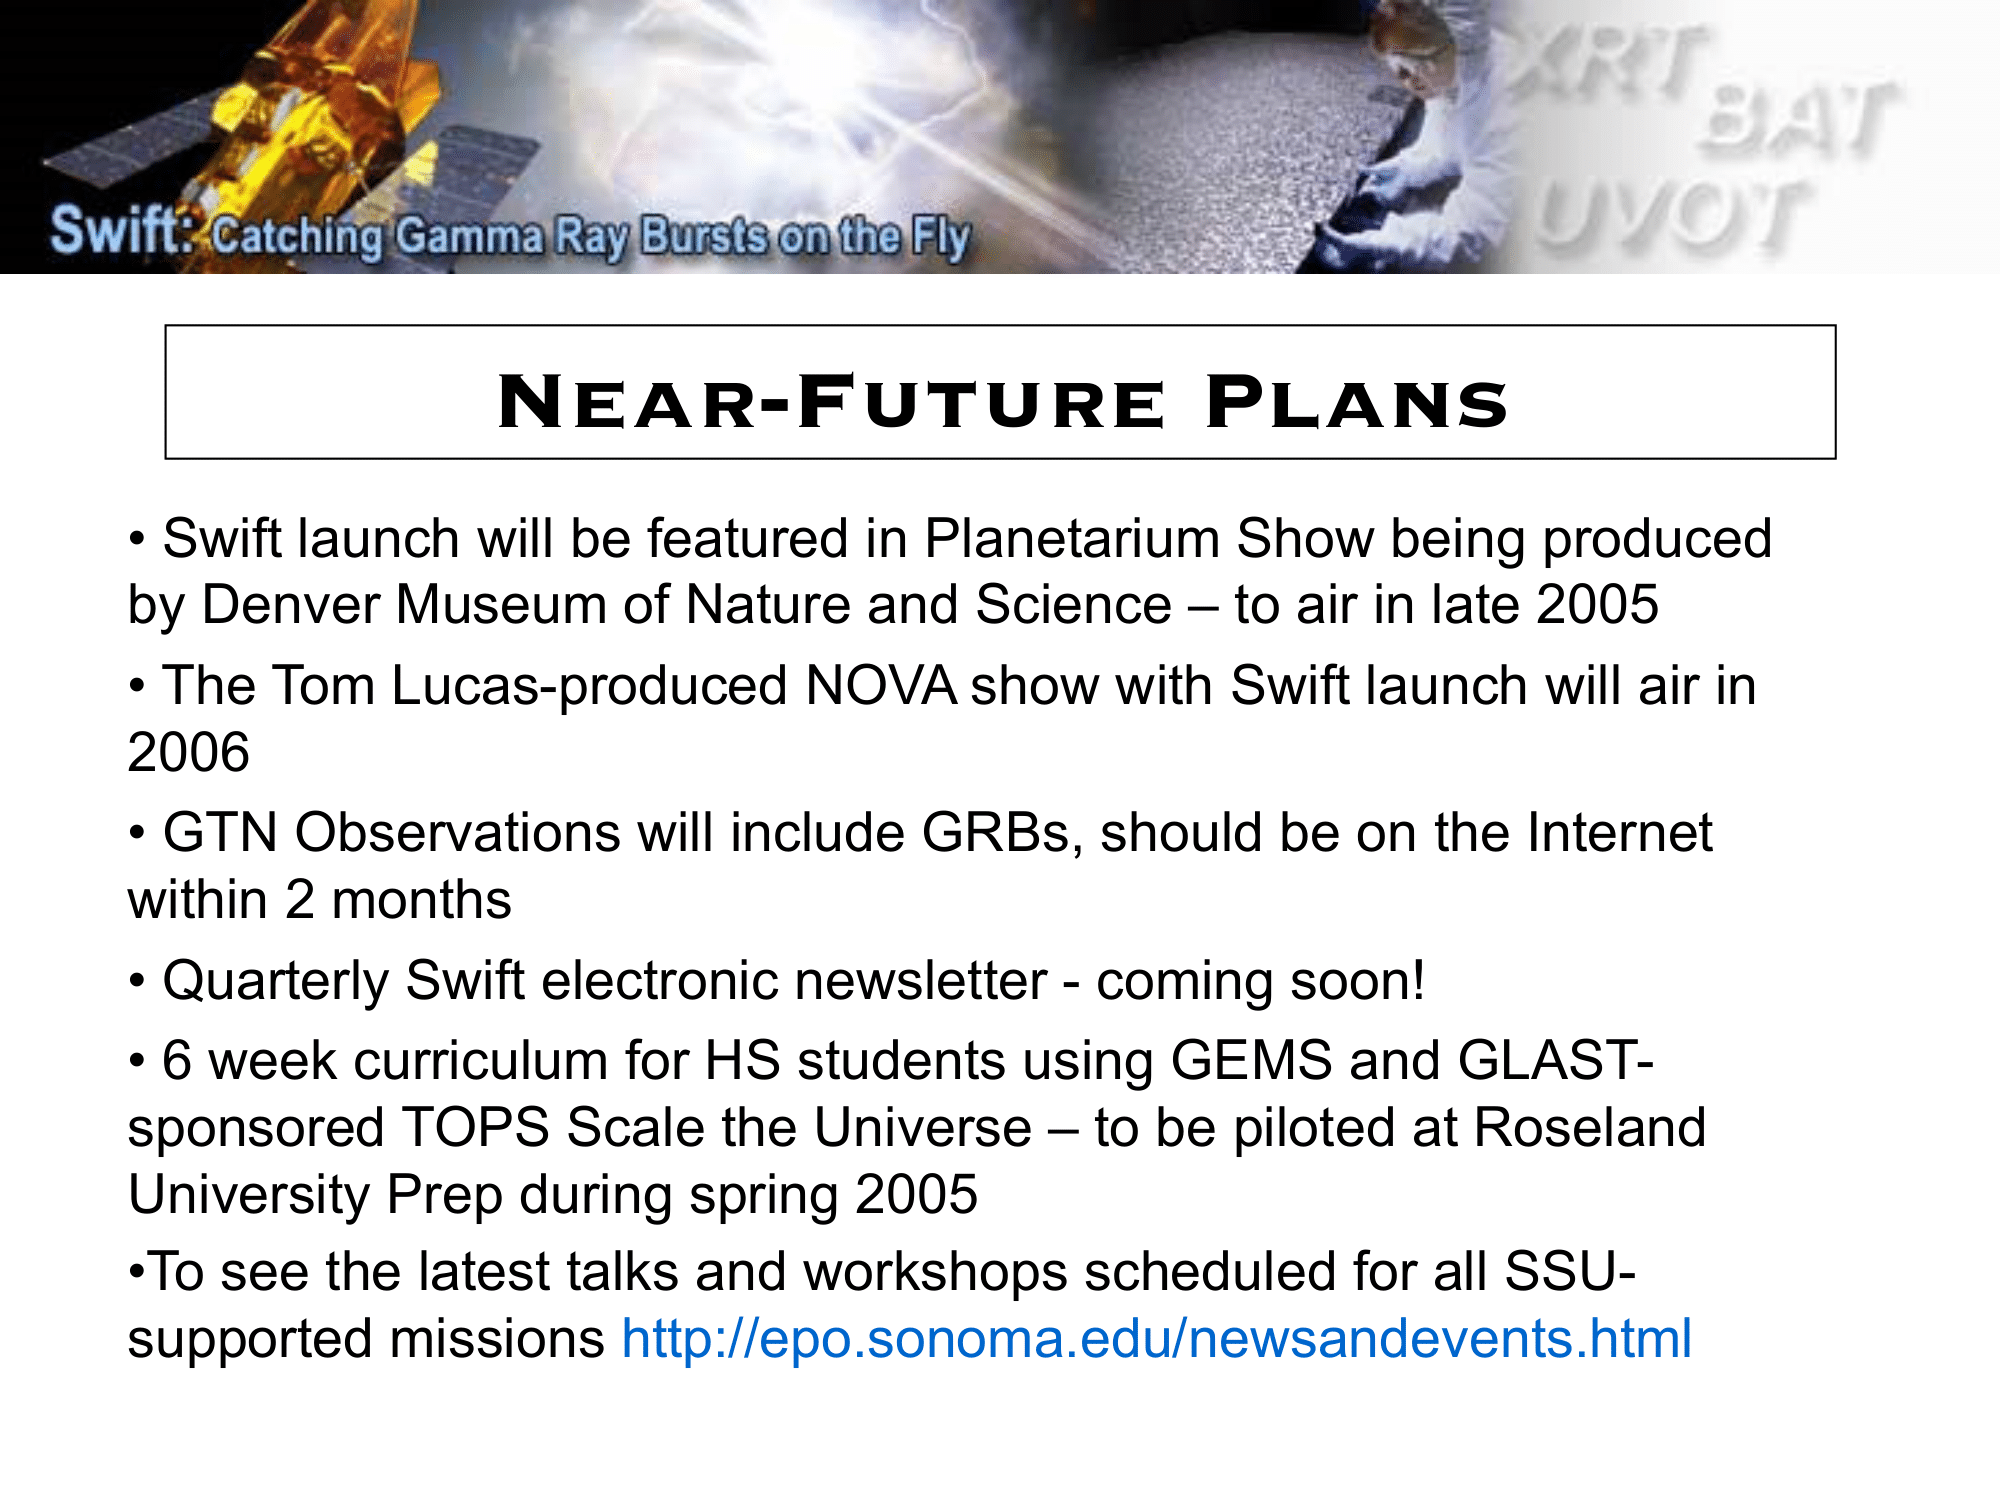 XRT
BAT
UVOT
Swift: Catching Gamma Ray Bursts on the Fly
Near-Future Plans
• Swift launch will be featured in Planetarium Show being produced
by Denver Museum of Nature and Science – to air in late 2005
• The Tom Lucas-produced NOVA show with Swift launch will air in
2006
• GTN Observations will include GRBs, should be on the Internet
within 2 months
• Quarterly Swift electronic newsletter - coming soon!
• 6 week curriculum for HS students using GEMS and GLAST-
sponsored TOPS Scale the Universe – to be piloted at Roseland
University Prep during spring 2005
•To see the latest talks and workshops scheduled for all SSU-
supported missions http://epo.sonoma.edu/newsandevents.html